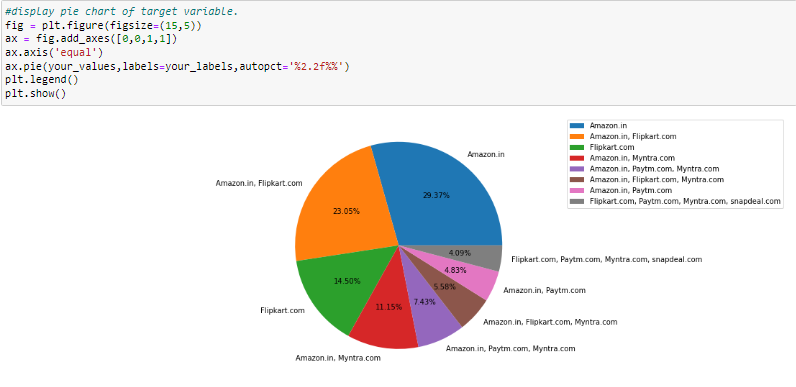 #display pie chart of target variable.
fig = plt.figure(figsize=(15,5))
ax = fig.add_axes([0,0,1,1])
ax.axis('equal')
ax.pie(your_values,labels=your_labels,autopct='%2.2f%%')
plt.legend()
plt.show()
Amazon.in
Amazon.in, Flipkart.com
Flipkart.com
Amazon.in, Myntra.com
Amazon.in, Paytm.com, Myntra.com
Amazon.in, Flipkart.com, Myntra.com
Amazon.in, Paytm.com
Flipkart.com, Paytm.com, Myntra.com, snapdeal.com
Amazon.in
29.37%
Amazon.in, Flipkart.com
23.05%
Flipkart.com
14.50%
Amazon.in, Myntra.com
11.15%
Amazon.in, Paytm.com, Myntra.com
7.43%
Amazon.in, Flipkart.com, Myntra.com
5.58%
Amazon.in, Paytm.com
4.83%
Flipkart.com, Paytm.com, Myntra.com, snapdeal.com
4.09%